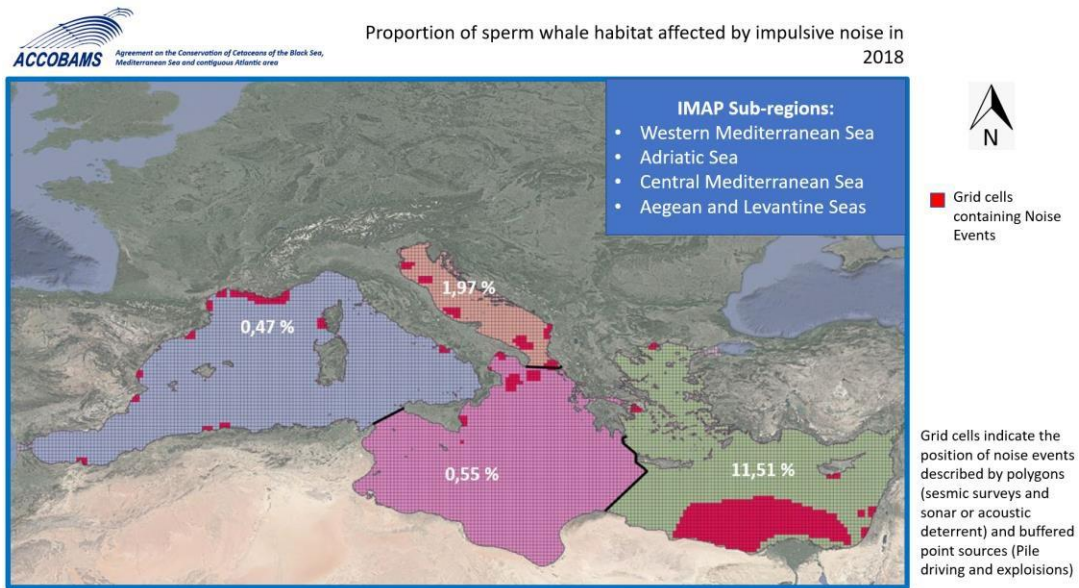 ACCOBAMS
Agreement on the Conservation of Cetaceans of the Black Sea,
Mediterranean Sea and contiguous Atlantic area
Proportion of sperm whale habitat affected by impulsive noise in
2018
IMAP Sub-regions:
• Western Mediterranean Sea
• Adriatic Sea
• Central Mediterranean Sea
• Aegean and Levantine Seas
N
Grid cells
containing Noise
Events
1,97 %
0,47 %
0,55 %
11,51 %
Grid cells indicate the
position of noise events
described by polygons
(sesmic surveys and
sonar or acoustic
deterrent) and buffered
point sources (Pile
driving and exploisions)